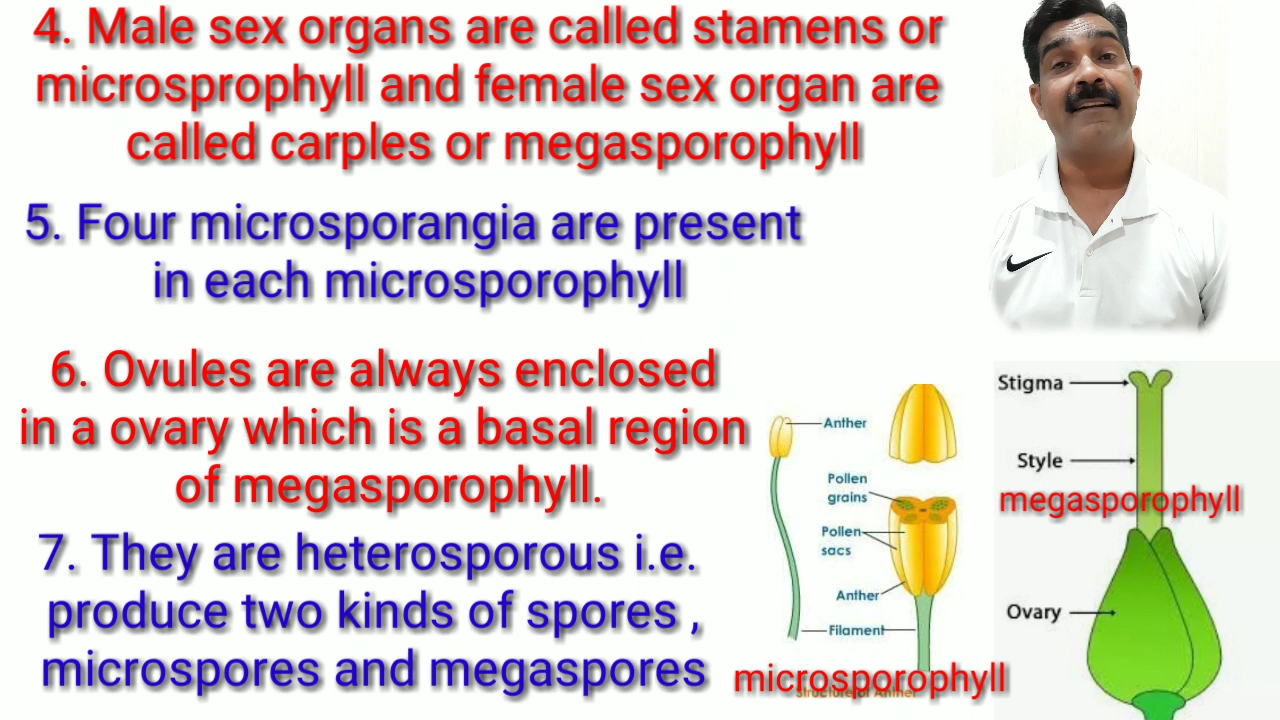 4. Male sex organs are called stamens or
microsprophyll and female sex organ are
called carples or megasporophyll
5. Four microsporangia are present
in each microsporophyll
6. Ovules are always enclosed
in a ovary which is a basal region
of megasporophyll.
7. They are heterosporous i.e.
produce two kinds of spores ,
microspores and megaspores
Anther
Pollen
grains
Pollen
sacs
Anther
Filament
microsporophyll
Structure of Anther
Stigma
Style
megasporophyll
Ovary